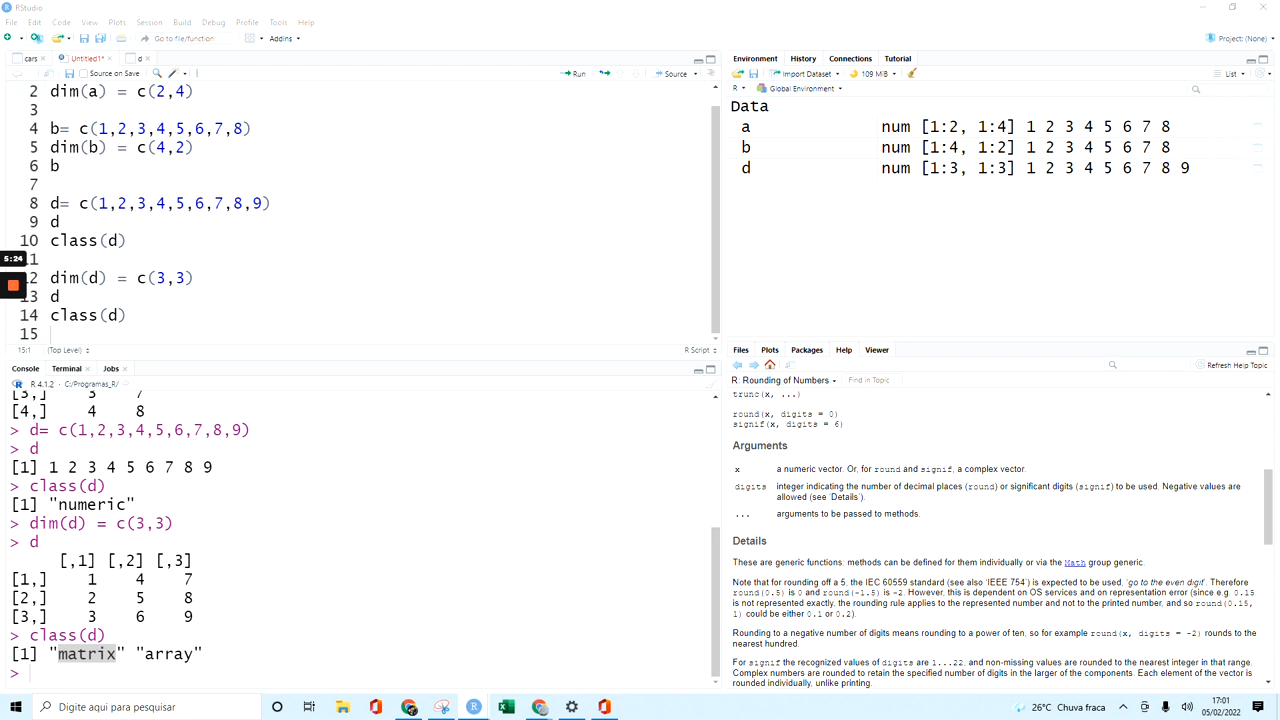 RStudio
File Edit Code View Plots Session Build Debug Profile Tools Help
Go to file/function Addins Project: (None)
cars Untitled1* d
Source on Save Run Source
2 dim(a) = c(2,4)
3
4 b= c(1,2,3,4,5,6,7,8)
5 dim(b) = c(4,2)
6 b
7
8 d= c(1,2,3,4,5,6,7,8,9)
9 d
10 class(d)
5:24 11
12 dim(d) = c(3,3)
13 d
14 class(d)
15
15:1 (Top Level) R Script
Console Terminal Jobs
R 4.1.2 · C:/Programas_R/
[3,] 3 7
[4,] 4 8
> d= c(1,2,3,4,5,6,7,8,9)
> d
[1] 1 2 3 4 5 6 7 8 9
> class(d)
[1] "numeric"
> dim(d) = c(3,3)
> d
[,1] [,2] [,3]
[1,] 1 4 7
[2,] 2 5 8
[3,] 3 6 9
> class(d)
[1] "matrix" "array"
>
Environment History Connections Tutorial
Import Dataset 109 MiB List
R Global Environment
Data
a num [1:2, 1:4] 1 2 3 4 5 6 7 8
b num [1:4, 1:2] 1 2 3 4 5 6 7 8
d num [1:3, 1:3] 1 2 3 4 5 6 7 8 9
Files Plots Packages Help Viewer
Refresh Help Topic
R: Rounding of Numbers Find in Topic
trunc(x, ...)
round(x, digits = 0)
signif(x, digits = 6)
Arguments
x a numeric vector. Or, for round and signif, a complex vector.
digits integer indicating the number of decimal places (round) or significant digits (signif) to be used. Negative values are
allowed (see ‘Details’).
... arguments to be passed to methods.
Details
These are generic functions: methods can be defined for them individually or via the Math group generic.
Note that for rounding off a 5, the IEC 60559 standard (see also ‘IEEE 754’) is expected to be used, ‘go to the even digit’. Therefore
round(0.5) is 0 and round(-1.5) is -2. However, this is dependent on OS services and on representation error (since e.g. 0.15
is not represented exactly, the rounding rule applies to the represented number and not to the printed number, and so round(0.15,
1) could be either 0.1 or 0.2).
Rounding to a negative number of digits means rounding to a power of ten, so for example round(x, digits = -2) rounds to the
nearest hundred.
For signif the recognized values of digits are 1...22, and non-missing values are rounded to the nearest integer in that range.
Complex numbers are rounded to retain the specified number of digits in the larger of the components. Each element of the vector is
rounded individually, unlike printing.
Digite aqui para pesquisar
26°C Chuva fraca
17:01
05/02/2022